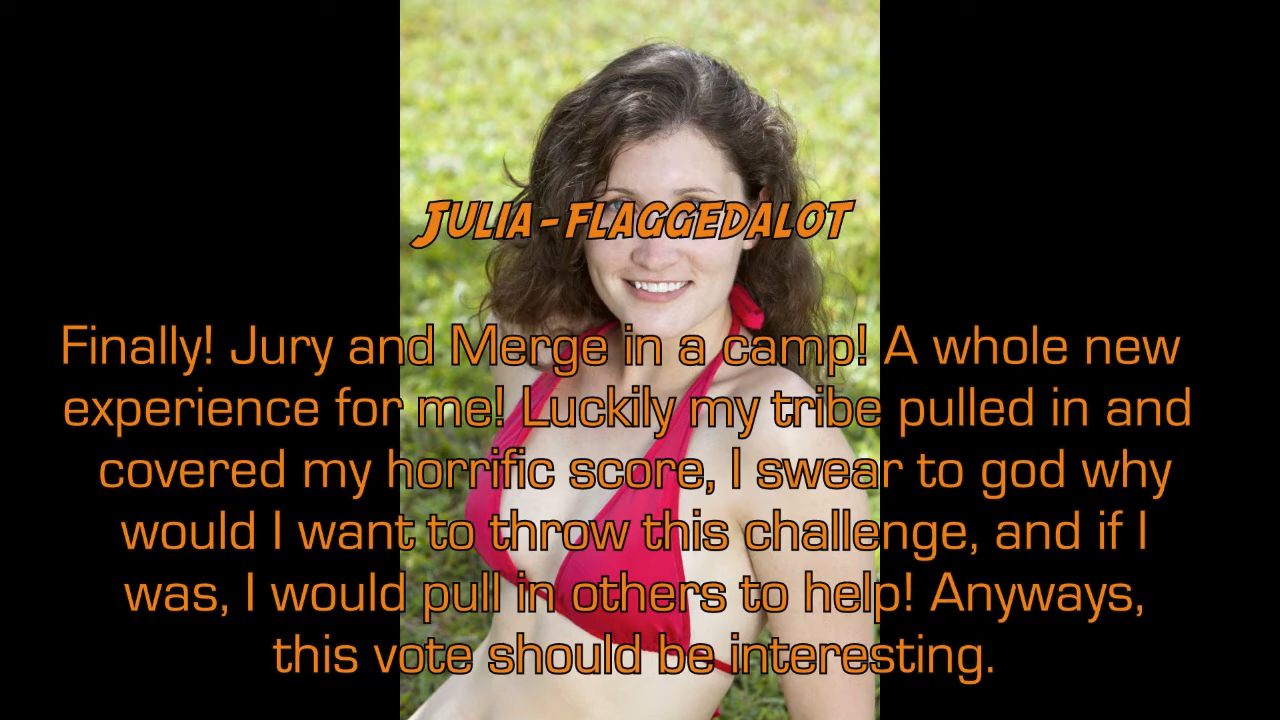 JULIA - FLAGGEDALOT
Finally! Jury and Merge in a camp! A whole new
experience for me! Luckily my tribe pulled in and
covered my horrific score, I swear to god why
would I want to throw this challenge, and if I
was, I would pull in others to help! Anyways,
this vote should be interesting.